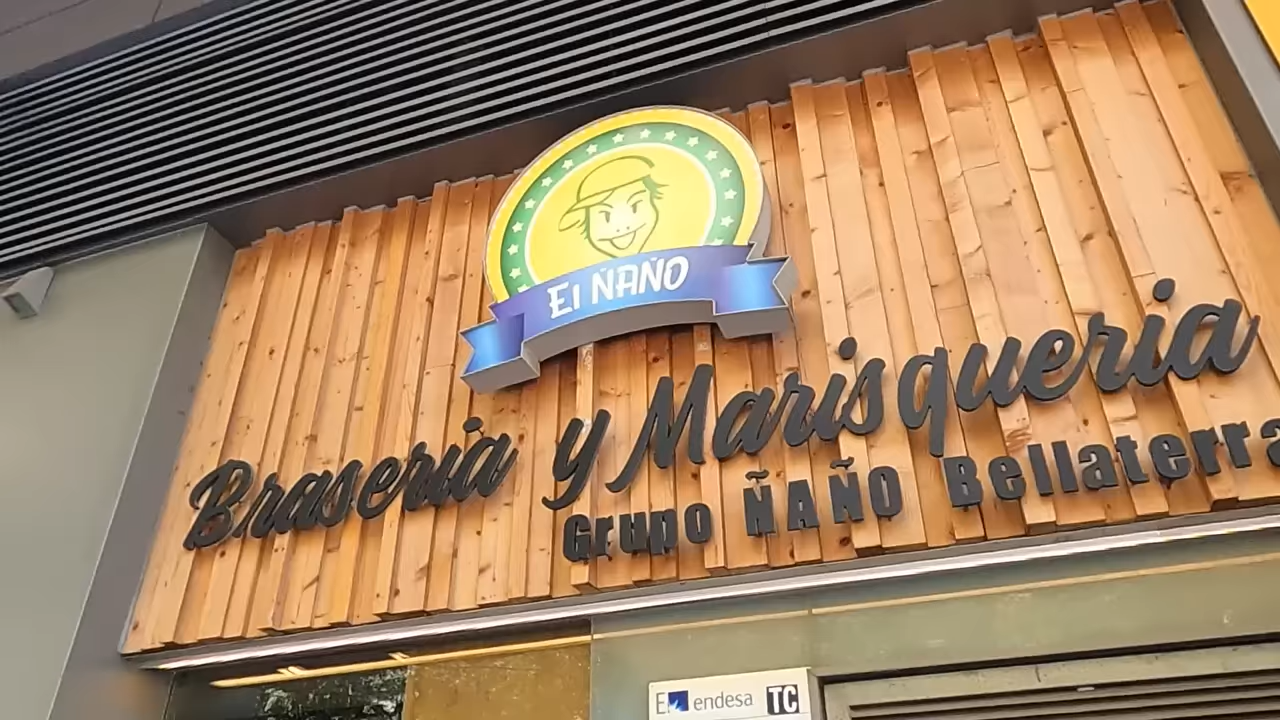 El ÑAÑO
Braseria y Marisqueria
Grupo ÑAÑO Bellaterra
endesa TC